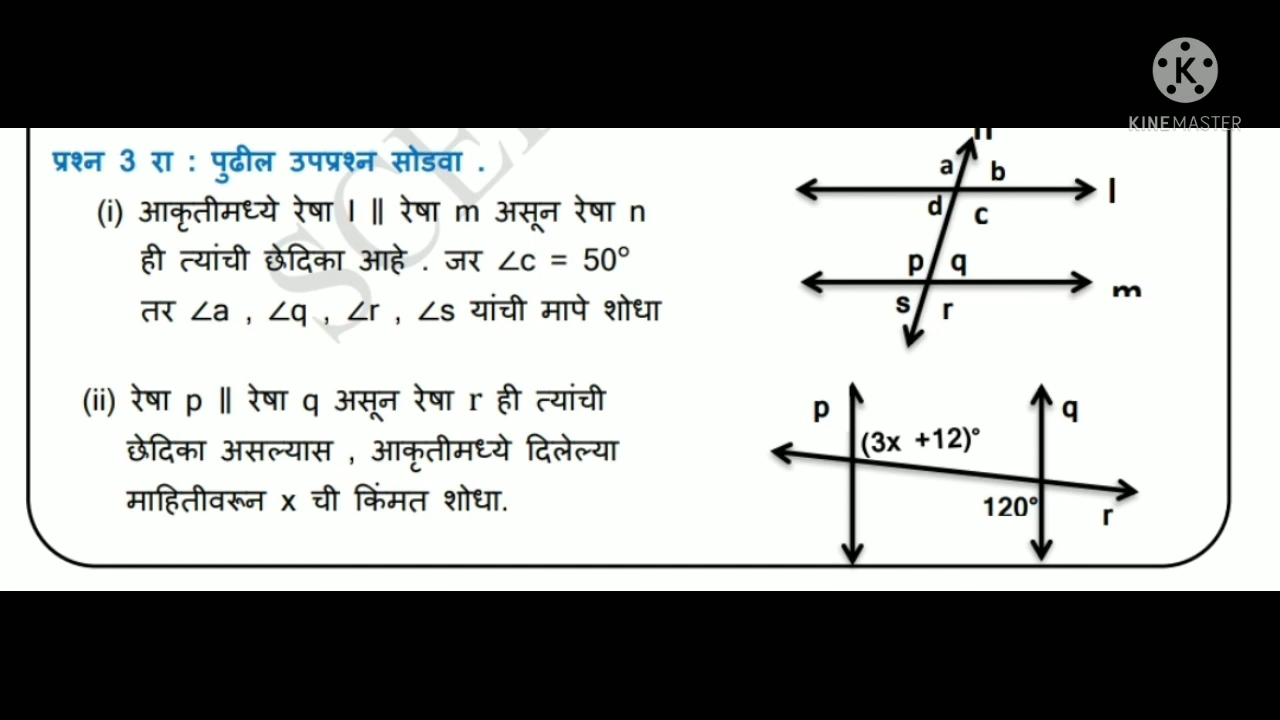 KINEMASTER
प्रश्न 3 रा : पुढील उपप्रश्न सोडवा .
(i) आकृतीमध्ये रेषा l || रेषा m असून रेषा n
ही त्यांची छेदिका आहे . जर ∠c = 50°
तर ∠a , ∠q , ∠r , ∠s यांची मापे शोधा
n
a b
l
d c
p q
m
s r
(ii) रेषा p || रेषा q असून रेषा r ही त्यांची
छेदिका असल्यास , आकृतीमध्ये दिलेल्या
माहितीवरून x ची किंमत शोधा.
p q
(3x +12)°
120°
r